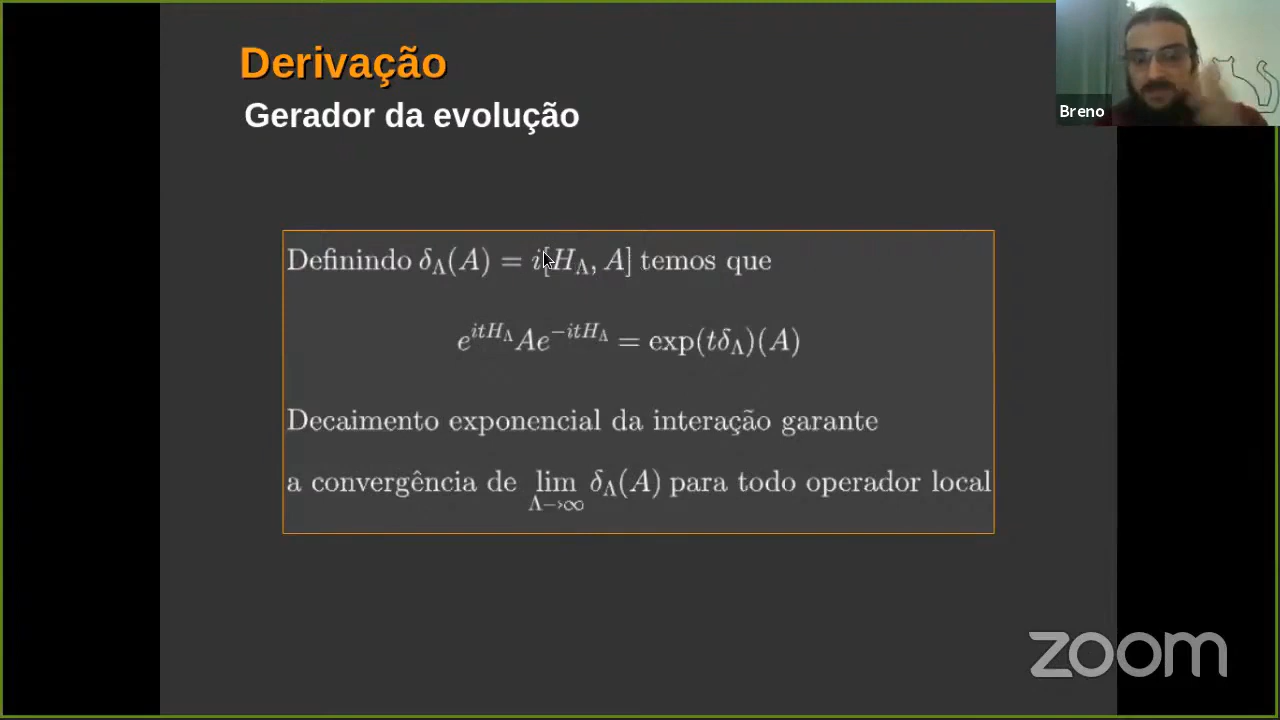 Derivação
Gerador da evolução
Breno
Definindo δ_Λ(A) = i[H_Λ, A] temos que
e^{itH_Λ} A e^{-itH_Λ} = exp(tδ_Λ)(A)
Decaimento exponencial da interação garante
a convergência de lim_{Λ→∞} δ_Λ(A) para todo operador local
zoom